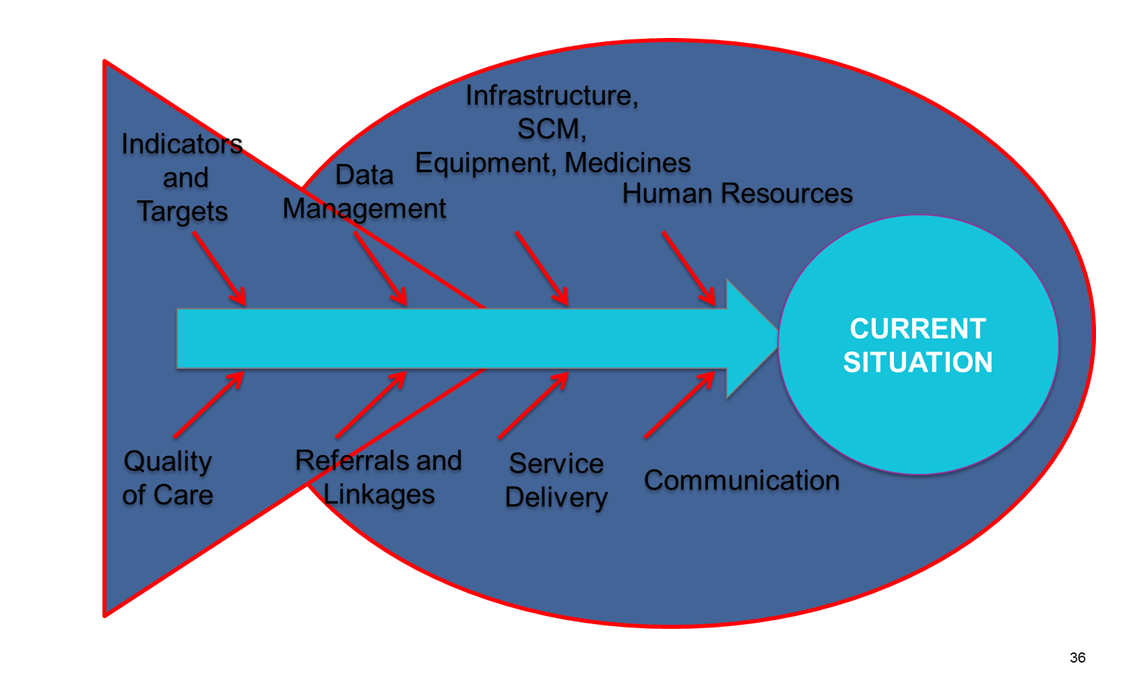 Infrastructure,
SCM,
Equipment, Medicines
Indicators
and
Targets
Data
Management
Human Resources
CURRENT
SITUATION
Quality
of Care
Referrals and
Linkages
Service
Delivery
Communication
36